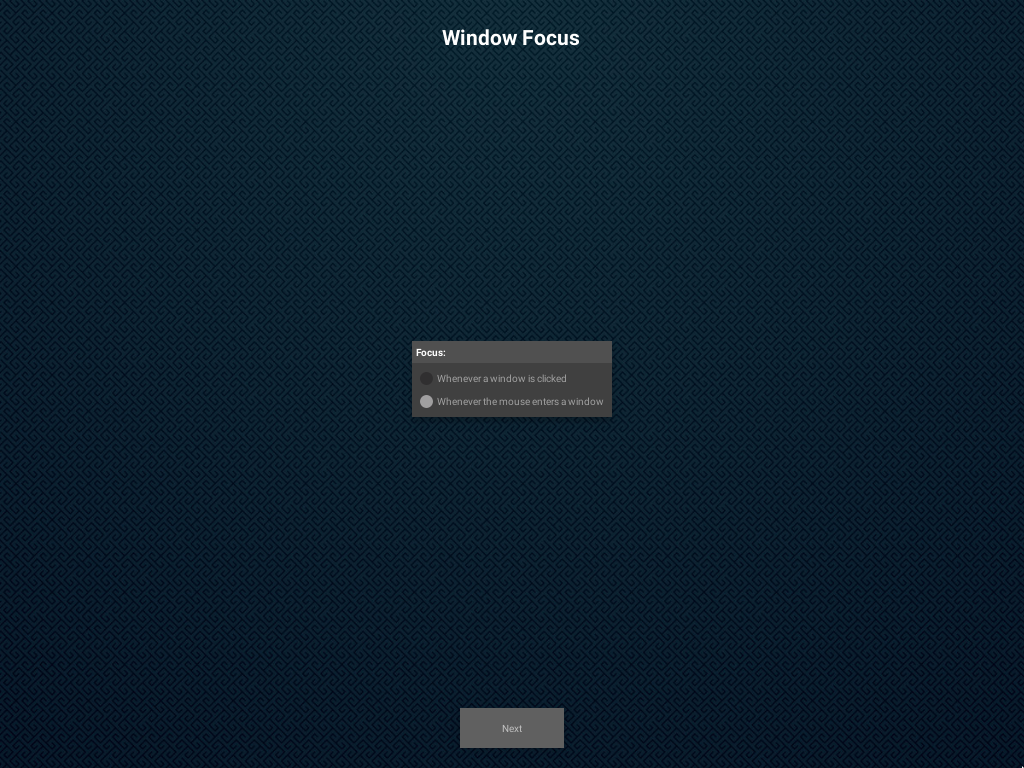 Window Focus
Focus:
Whenever a window is clicked
Whenever the mouse enters a window
Next